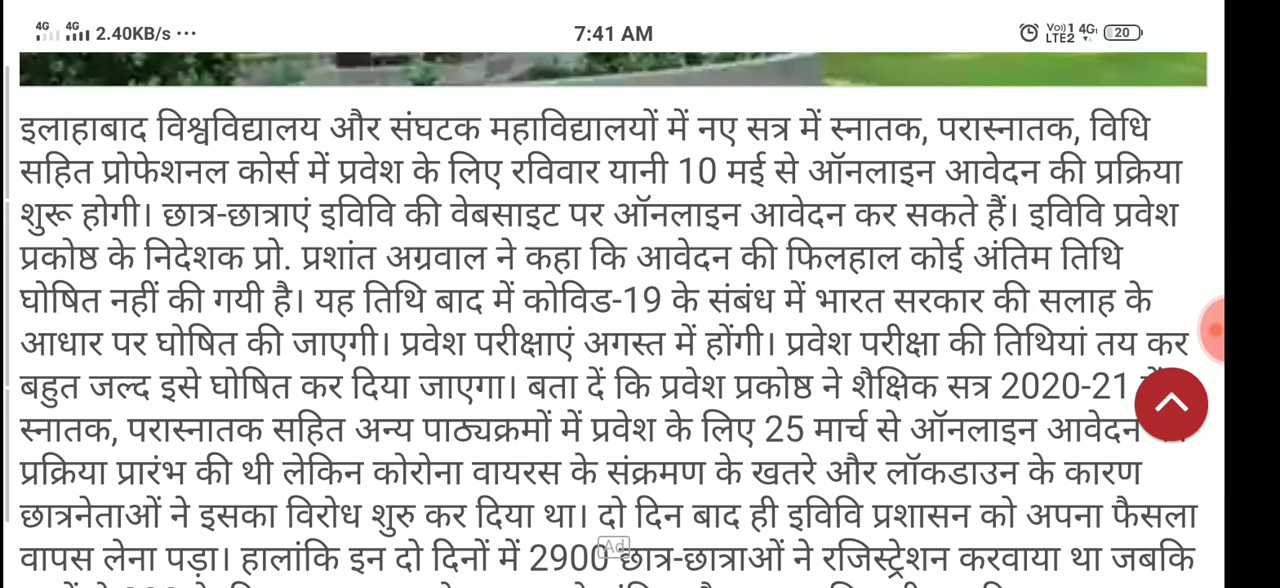 4G 4G 2.40KB/s ··· 7:41 AM Vo)) 1 4G LTE2 20
इलाहाबाद विश्वविद्यालय और संघटक महाविद्यालयों में नए सत्र में स्नातक, परास्नातक, विधि
सहित प्रोफेशनल कोर्स में प्रवेश के लिए रविवार यानी 10 मई से ऑनलाइन आवेदन की प्रक्रिया
शुरू होगी। छात्र-छात्राएं इविवि की वेबसाइट पर ऑनलाइन आवेदन कर सकते हैं। इविवि प्रवेश
प्रकोष्ठ के निदेशक प्रो. प्रशांत अग्रवाल ने कहा कि आवेदन की फिलहाल कोई अंतिम तिथि
घोषित नहीं की गयी है। यह तिथि बाद में कोविड-19 के संबंध में भारत सरकार की सलाह के
आधार पर घोषित की जाएगी। प्रवेश परीक्षाएं अगस्त में होंगी। प्रवेश परीक्षा की तिथियां तय कर
बहुत जल्द इसे घोषित कर दिया जाएगा। बता दें कि प्रवेश प्रकोष्ठ ने शैक्षिक सत्र 2020-21
स्नातक, परास्नातक सहित अन्य पाठ्यक्रमों में प्रवेश के लिए 25 मार्च से ऑनलाइन आवेदन
प्रक्रिया प्रारंभ की थी लेकिन कोरोना वायरस के संक्रमण के खतरे और लॉकडाउन के कारण
छात्रनेताओं ने इसका विरोध शुरु कर दिया था। दो दिन बाद ही इविवि प्रशासन को अपना फैसला
वापस लेना पड़ा। हालांकि इन दो दिनों में 2900 छात्र-छात्राओं ने रजिस्ट्रेशन करवाया था जबकि
Ad